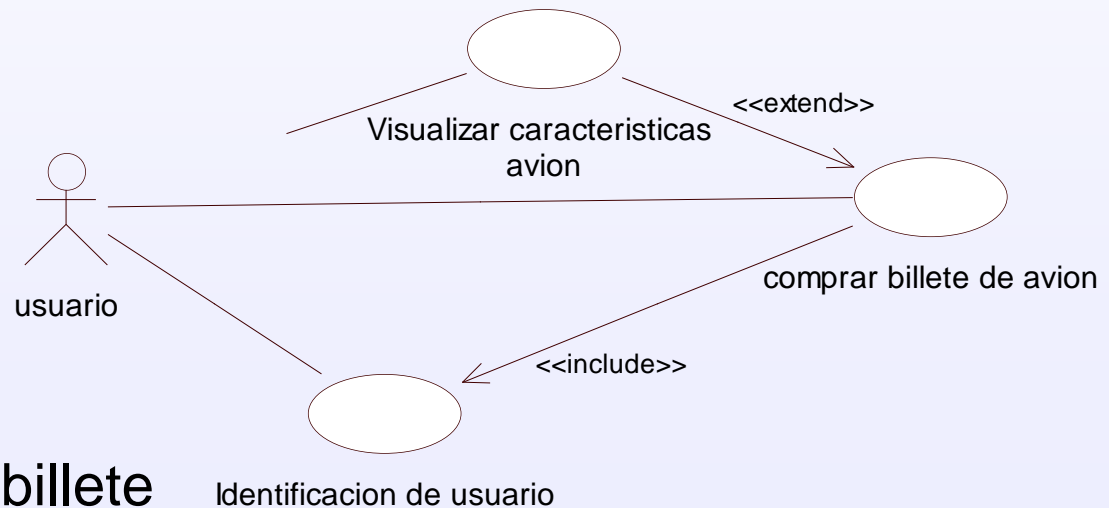 <<extend>>
Visualizar caracteristicas
avion
comprar billete de avion
usuario
<<include>>
billete
Identificacion de usuario